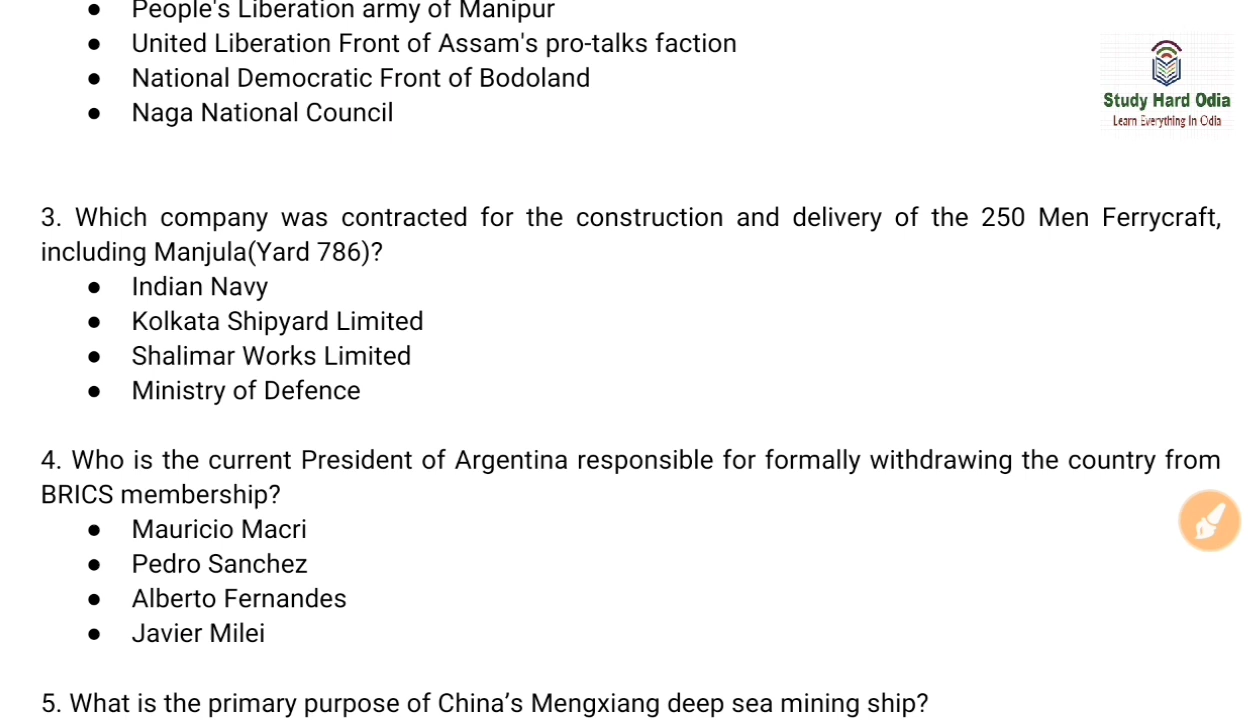 ● People's Liberation army of Manipur
● United Liberation Front of Assam's pro-talks faction
● National Democratic Front of Bodoland
● Naga National Council
Study Hard Odia
Learn Everything In Odia
3. Which company was contracted for the construction and delivery of the 250 Men Ferrycraft,
including Manjula(Yard 786)?
● Indian Navy
● Kolkata Shipyard Limited
● Shalimar Works Limited
● Ministry of Defence
4. Who is the current President of Argentina responsible for formally withdrawing the country from
BRICS membership?
● Mauricio Macri
● Pedro Sanchez
● Alberto Fernandes
● Javier Milei
5. What is the primary purpose of China’s Mengxiang deep sea mining ship?